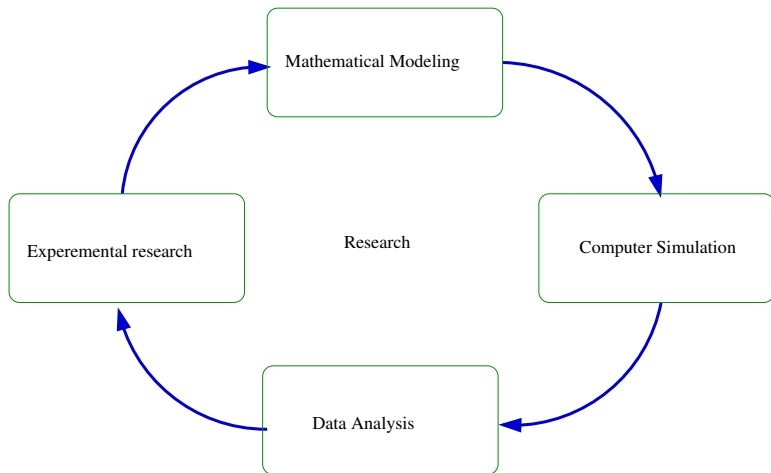 Mathematical Modeling
Experemental research
Research
Computer Simulation
Data Analysis